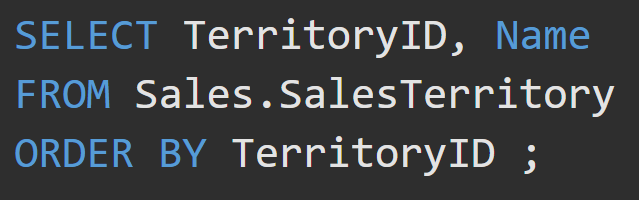 SELECT TerritoryID, Name
FROM Sales.SalesTerritory
ORDER BY TerritoryID ;